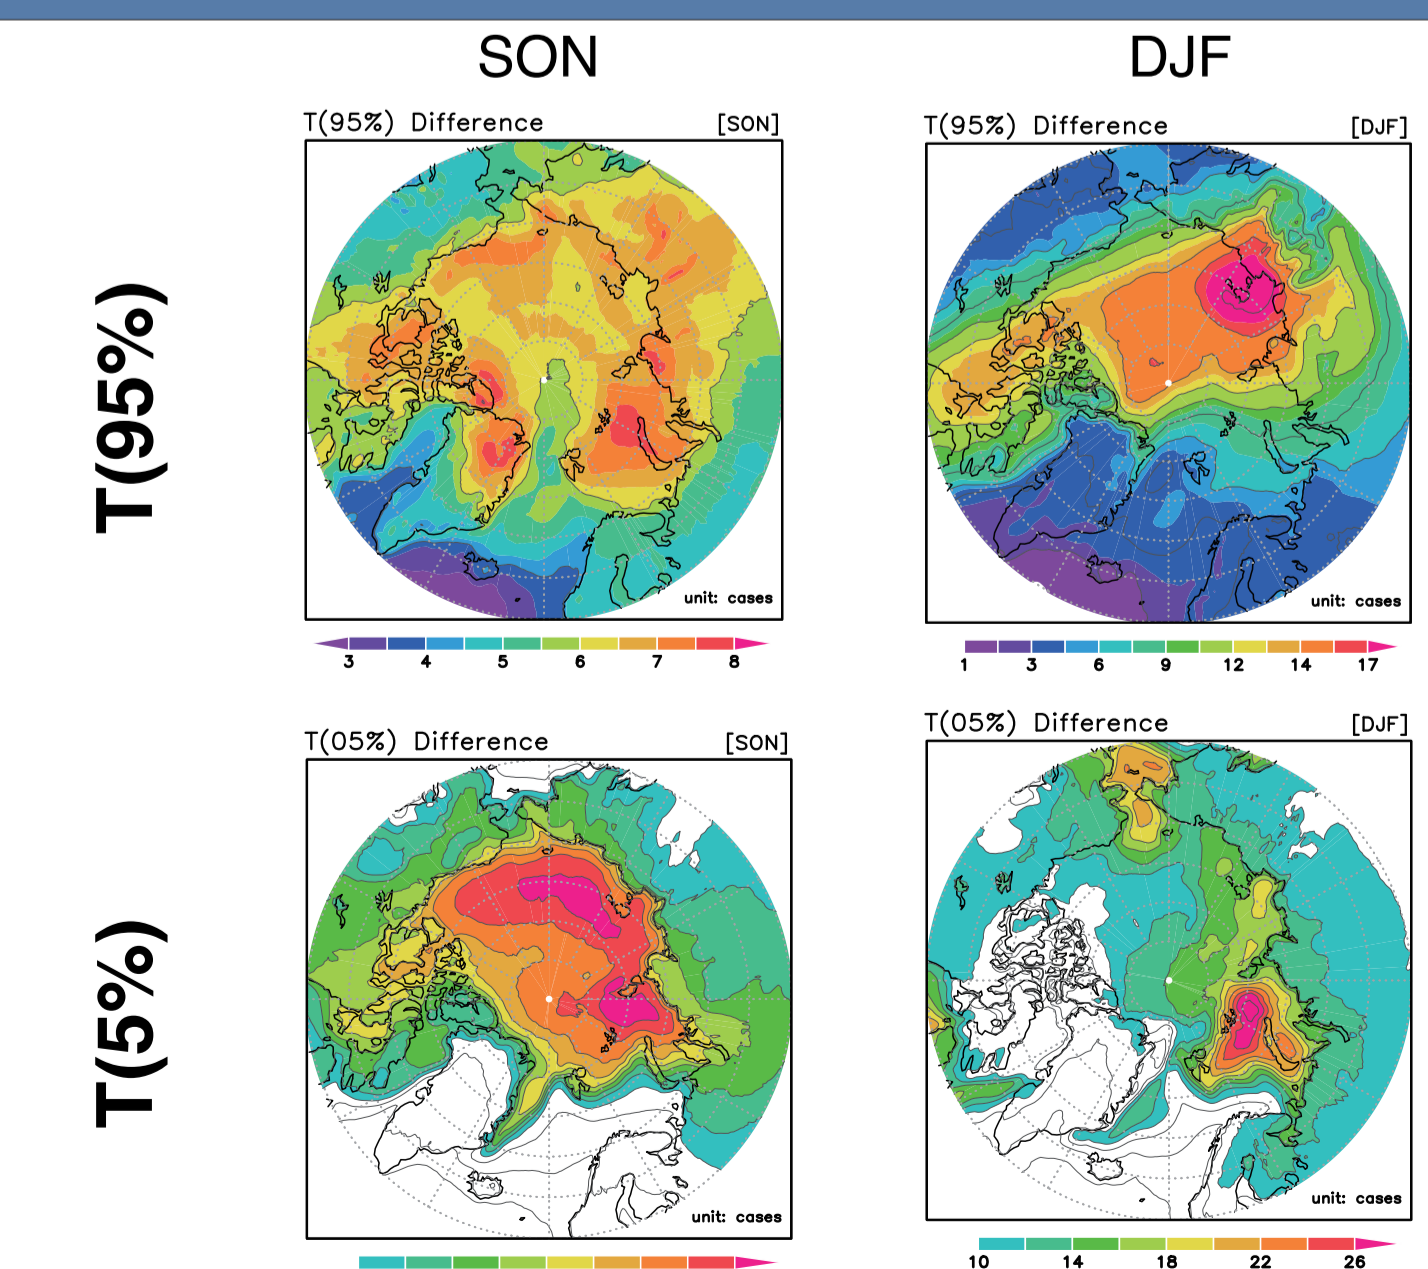 SON
DJF
T(95%)
T(95%) Difference [SON]
unit: cases
3 4 5 6 7 8
T(95%) Difference [DJF]
unit: cases
1 3 6 9 12 14 17
T(5%)
T(05%) Difference [SON]
unit: cases
T(05%) Difference [DJF]
unit: cases
10 14 18 22 26